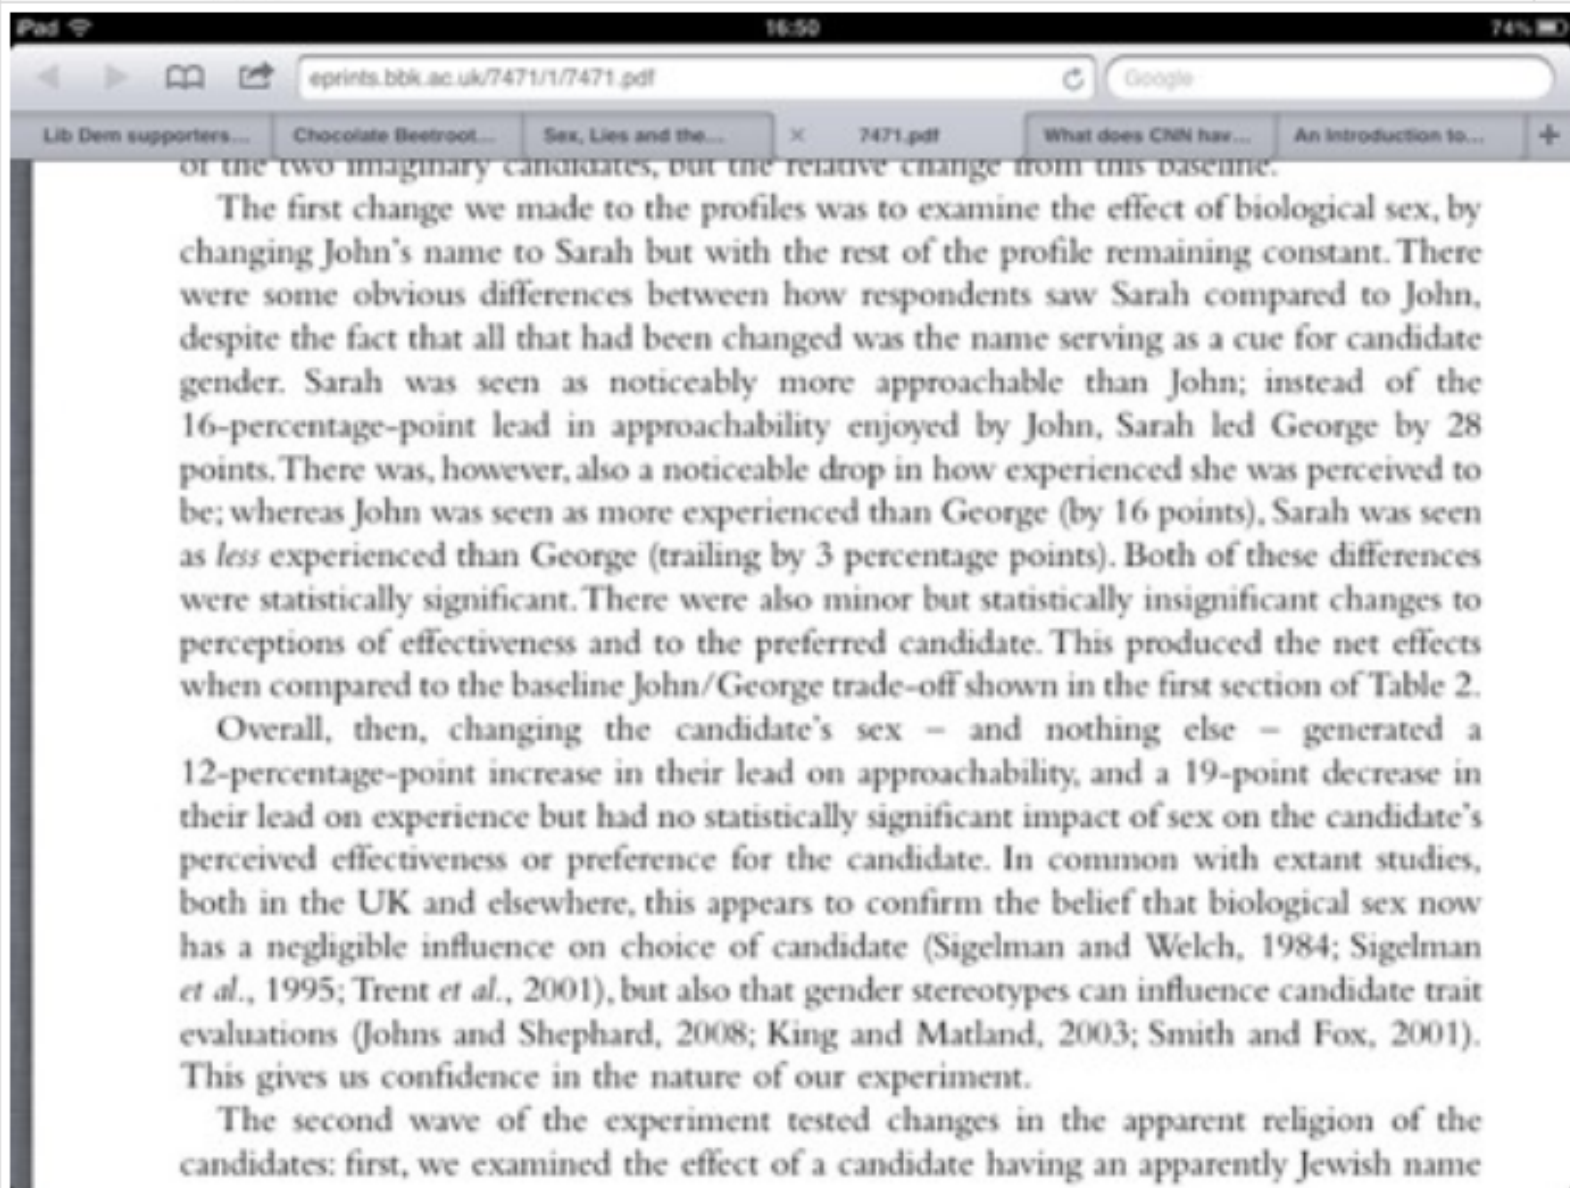 iPad 16:50 74%
eprints.bbk.ac.uk/7471/1/7471.pdf Google
Lib Dem supporters... Chocolate Beetroot... Sex, Lies and the... × 7471.pdf What does CNN hav... An Introduction to... +
of the two imaginary candidates, but the relative change from this baseline.
The first change we made to the profiles was to examine the effect of biological sex, by
changing John's name to Sarah but with the rest of the profile remaining constant. There
were some obvious differences between how respondents saw Sarah compared to John,
despite the fact that all that had been changed was the name serving as a cue for candidate
gender. Sarah was seen as noticeably more approachable than John; instead of the
16-percentage-point lead in approachability enjoyed by John, Sarah led George by 28
points. There was, however, also a noticeable drop in how experienced she was perceived to
be; whereas John was seen as more experienced than George (by 16 points), Sarah was seen
as less experienced than George (trailing by 3 percentage points). Both of these differences
were statistically significant. There were also minor but statistically insignificant changes to
perceptions of effectiveness and to the preferred candidate. This produced the net effects
when compared to the baseline John/George trade-off shown in the first section of Table 2.
Overall, then, changing the candidate's sex – and nothing else – generated a
12-percentage-point increase in their lead on approachability, and a 19-point decrease in
their lead on experience but had no statistically significant impact of sex on the candidate's
perceived effectiveness or preference for the candidate. In common with extant studies,
both in the UK and elsewhere, this appears to confirm the belief that biological sex now
has a negligible influence on choice of candidate (Sigelman and Welch, 1984; Sigelman
et al., 1995; Trent et al., 2001), but also that gender stereotypes can influence candidate trait
evaluations (Johns and Shephard, 2008; King and Matland, 2003; Smith and Fox, 2001).
This gives us confidence in the nature of our experiment.
The second wave of the experiment tested changes in the apparent religion of the
candidates: first, we examined the effect of a candidate having an apparently Jewish name